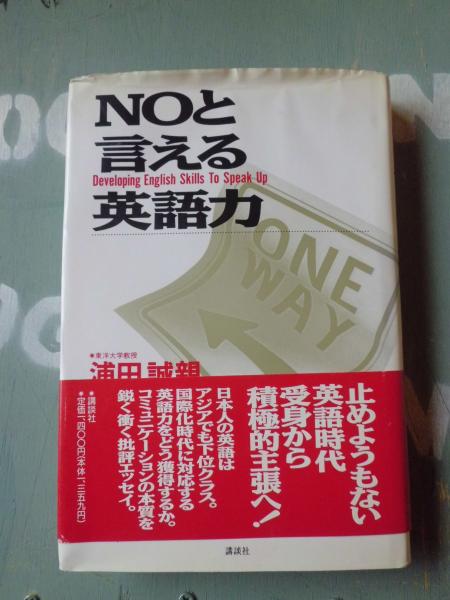 NOと
言える
Developing English Skills To Speak Up
英語力
ONE
WAY
●東洋大学教授
浦田誠親
止めようもない
英語時代
受身から
積極的主張へ!
日本人の英語は
アジアでも下位クラス。
国際化時代に対応する
英語力をどう獲得するか。
コミュニケーションの本質を
鋭く衝く批評エッセイ。
●講談社
●定価一、四〇〇円(本体一、三五九円)
講談社